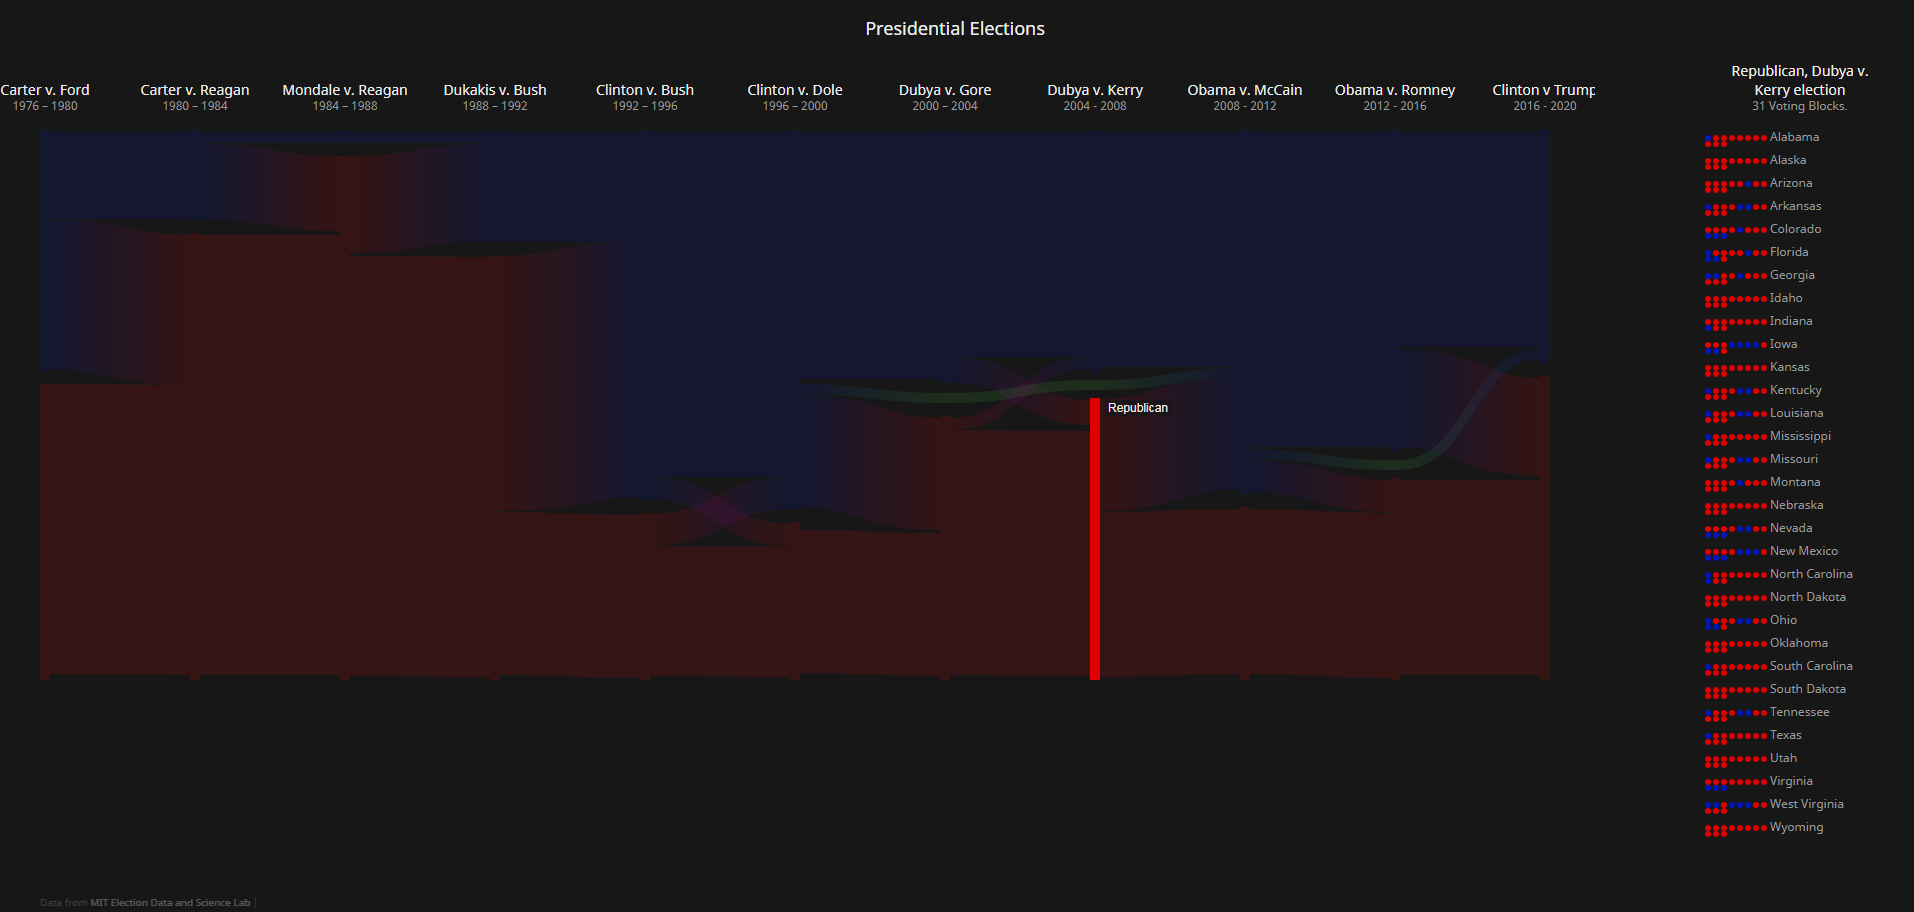 Presidential Elections
Carter v. Ford
1976 – 1980
Carter v. Reagan
1980 – 1984
Mondale v. Reagan
1984 – 1988
Dukakis v. Bush
1988 – 1992
Clinton v. Bush
1992 – 1996
Clinton v. Dole
1996 – 2000
Dubya v. Gore
2000 – 2004
Dubya v. Kerry
2004 - 2008
Obama v. McCain
2008 - 2012
Obama v. Romney
2012 - 2016
Clinton v Trump
2016 - 2020
Republican
Republican, Dubya v.
Kerry election
31 Voting Blocks.
Alabama
Alaska
Arizona
Arkansas
Colorado
Florida
Georgia
Idaho
Indiana
Iowa
Kansas
Kentucky
Louisiana
Mississippi
Missouri
Montana
Nebraska
Nevada
New Mexico
North Carolina
North Dakota
Ohio
Oklahoma
South Carolina
South Dakota
Tennessee
Texas
Utah
Virginia
West Virginia
Wyoming
Data from MIT Election Data and Science Lab |